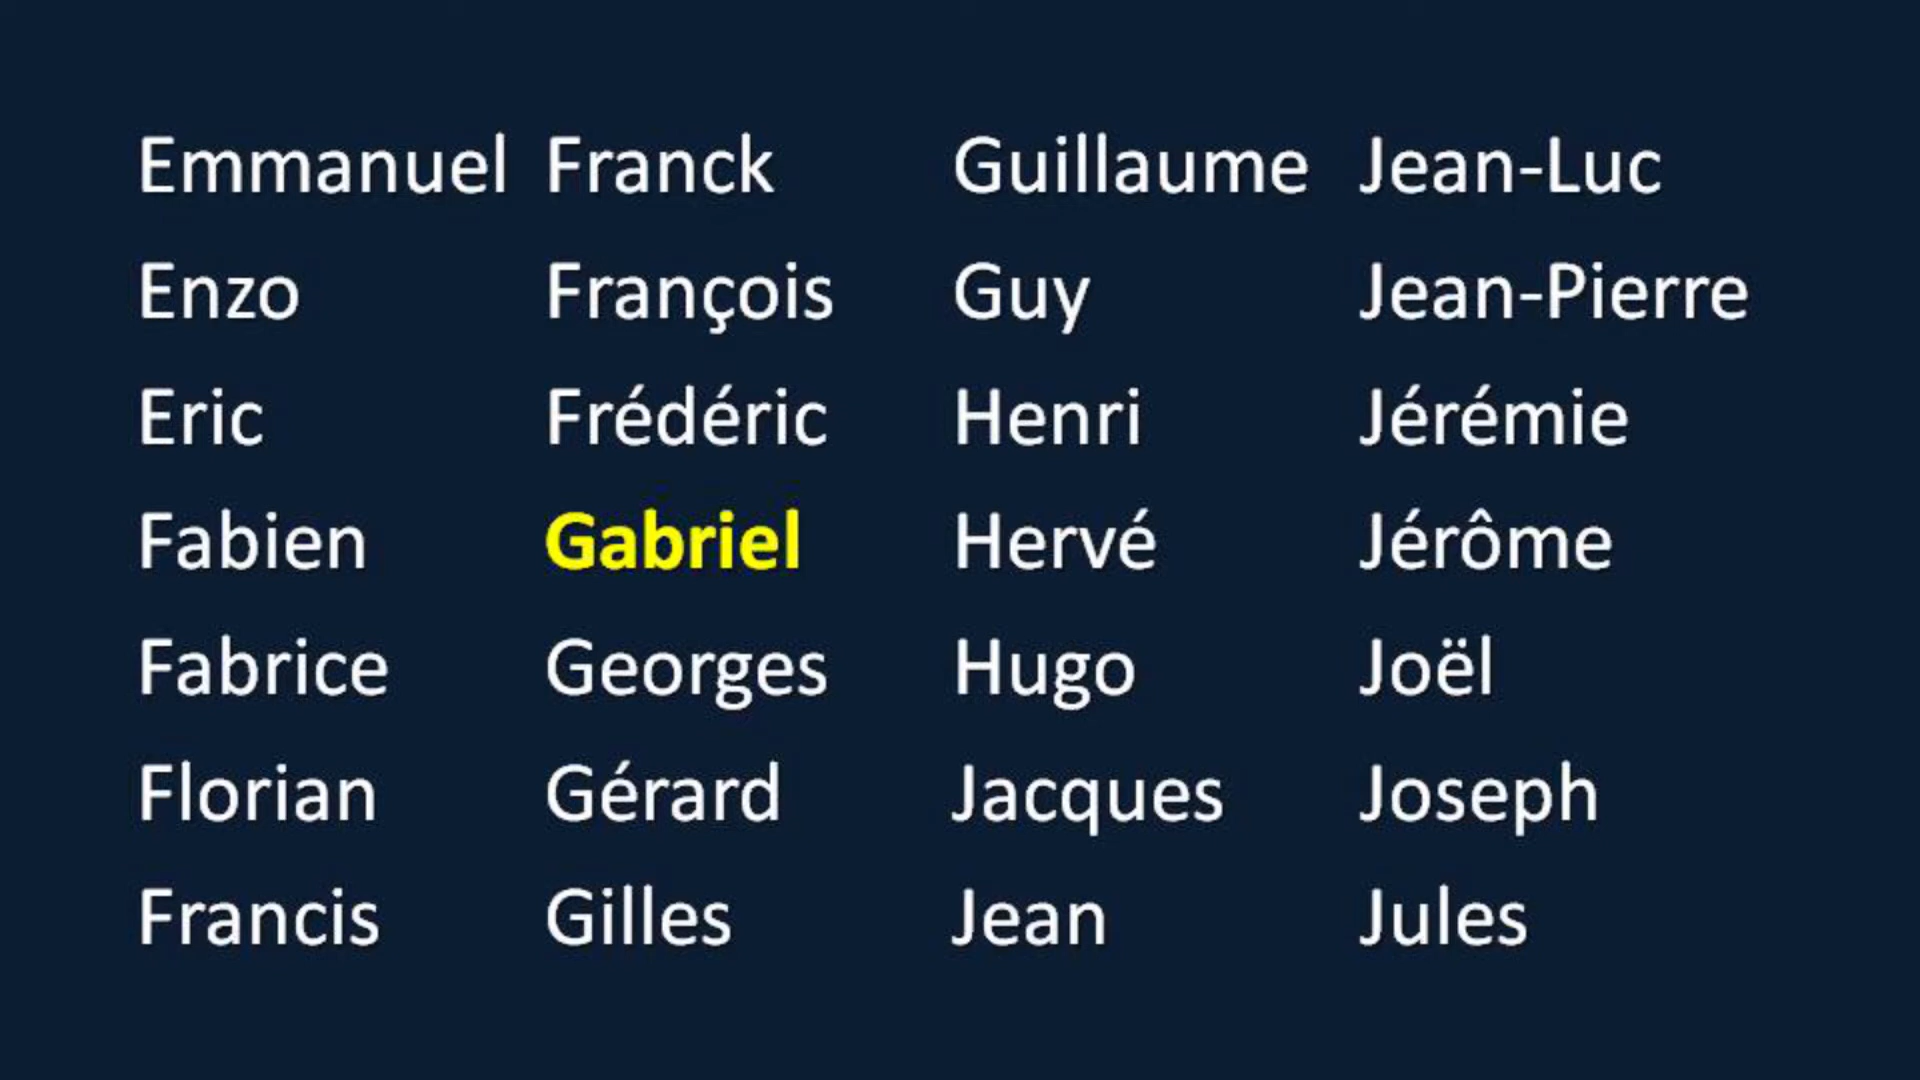 Emmanuel
Enzo
Eric
Fabien
Fabrice
Florian
Francis
Franck
François
Frédéric
Gabriel
Georges
Gérard
Gilles
Guillaume
Guy
Henri
Hervé
Hugo
Jacques
Jean
Jean-Luc
Jean-Pierre
Jérémie
Jérôme
Joël
Joseph
Jules